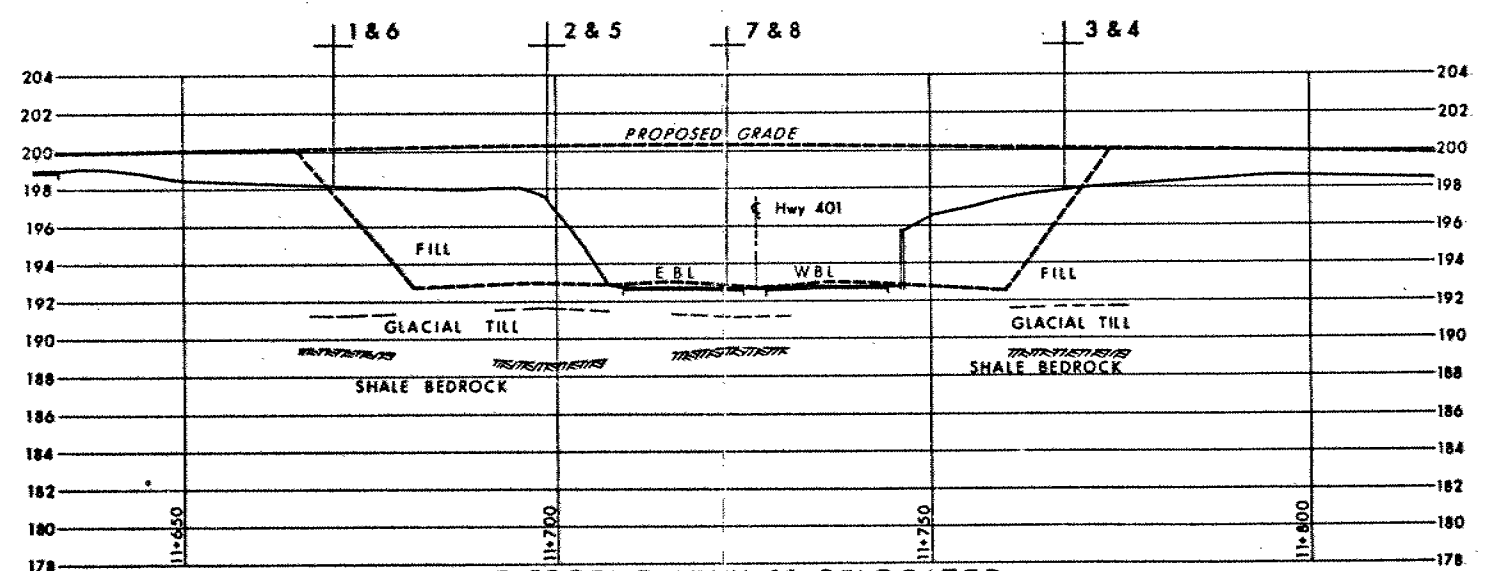 1 & 6 2 & 5 7 & 8 3 & 4
204 204
202 202
PROPOSED GRADE
200 200
198 198
℄ Hwy 401
196 196
FILL
194 EBL WBL FILL 194
192 192
GLACIAL TILL GLACIAL TILL
190 190
SHALE BEDROCK
188 188
SHALE BEDROCK
186 186
184 184
182 182
180 11+650 11+700 11+750 11+800 180
178 178